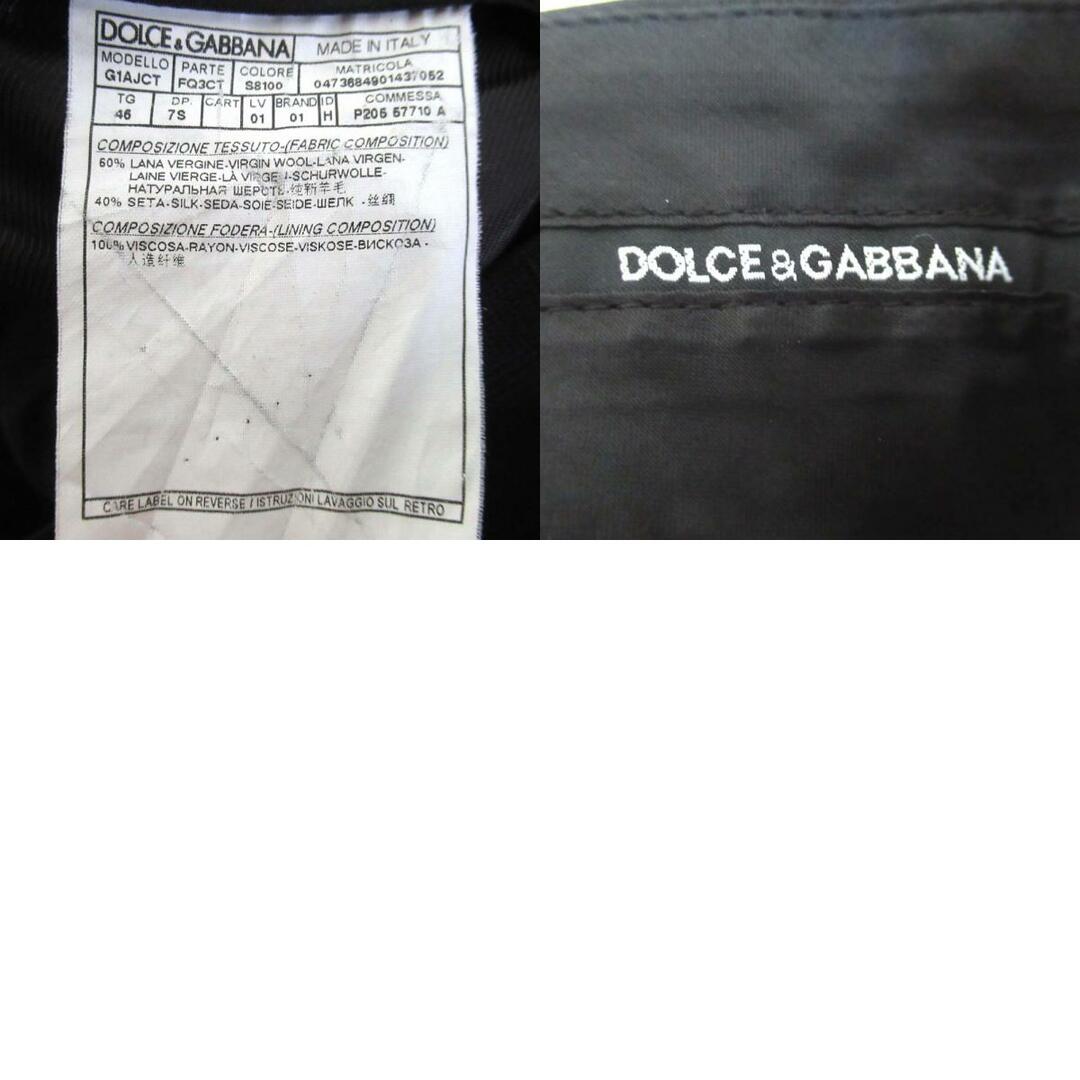 DOLCE & GABBANA MADE IN ITALY
MODELLO PARTE COLORE MATRICOLA
G1AJCT FQ3CT S8100 0473684901437052
TG DP. CART LV BRAND ID COMMESSA
46 7S 01 01 H P205 57710 A
COMPOSIZIONE TESSUTO-(FABRIC COMPOSITION)
60% LANA VERGINE-VIRGIN WOOL-LANA VIRGEN-
LAINE VIERGE-LÀ VIRGEM-SCHURWOLLE-
НАТУРАЛЬНАЯ ШЕРСТЬ-纯新羊毛
40% SETA-SILK-SEDA-SOIE-SEIDE-ШЕЛК -丝绸
COMPOSIZIONE FODERA-(LINING COMPOSITION)
100% VISCOSA-RAYON-VISCOSE-VISKOSE-ВИСКОЗА -
人造纤维
CARE LABEL ON REVERSE / ISTRUZIONI LAVAGGIO SUL RETRO
DOLCE & GABBANA